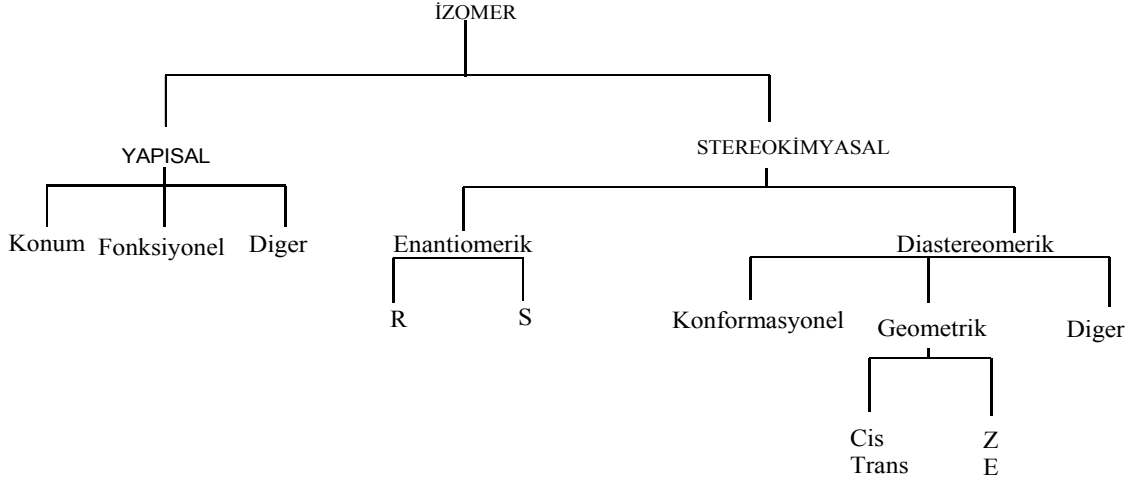 İZOMER
YAPISAL
STEREOKİMYASAL
Konum
Fonksiyonel
Diger
Enantiomerik
Diastereomerik
R
S
Konformasyonel
Geometrik
Diger
Cis
Trans
Z
E